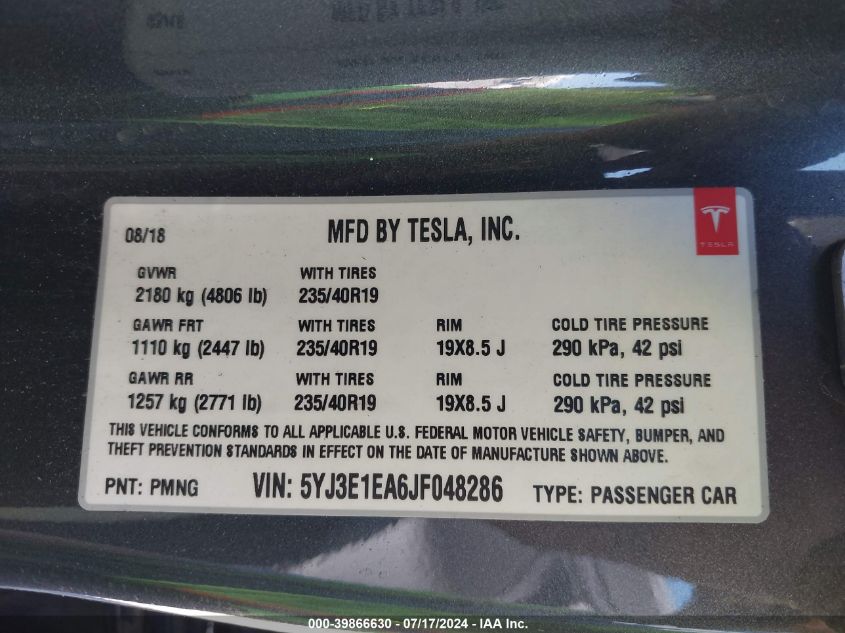 MFD BY TESLA, INC.
08/18
MFD BY TESLA, INC.
TESLA
GVWR
WITH TIRES
2180 kg (4806 lb)
235/40R19
GAWR FRT
WITH TIRES
RIM
COLD TIRE PRESSURE
1110 kg (2447 lb)
235/40R19
19X8.5 J
290 kPa, 42 psi
GAWR RR
WITH TIRES
RIM
COLD TIRE PRESSURE
1257 kg (2771 lb)
235/40R19
19X8.5 J
290 kPa, 42 psi
THIS VEHICLE CONFORMS TO ALL APPLICABLE U.S. FEDERAL MOTOR VEHICLE SAFETY, BUMPER, AND
THEFT PREVENTION STANDARDS IN EFFECT ON THE DATE OF MANUFACTURE SHOWN ABOVE.
PNT: PMNG
VIN: 5YJ3E1EA6JF048286
TYPE: PASSENGER CAR
000-39866630 - 07/17/2024 - IAA Inc.